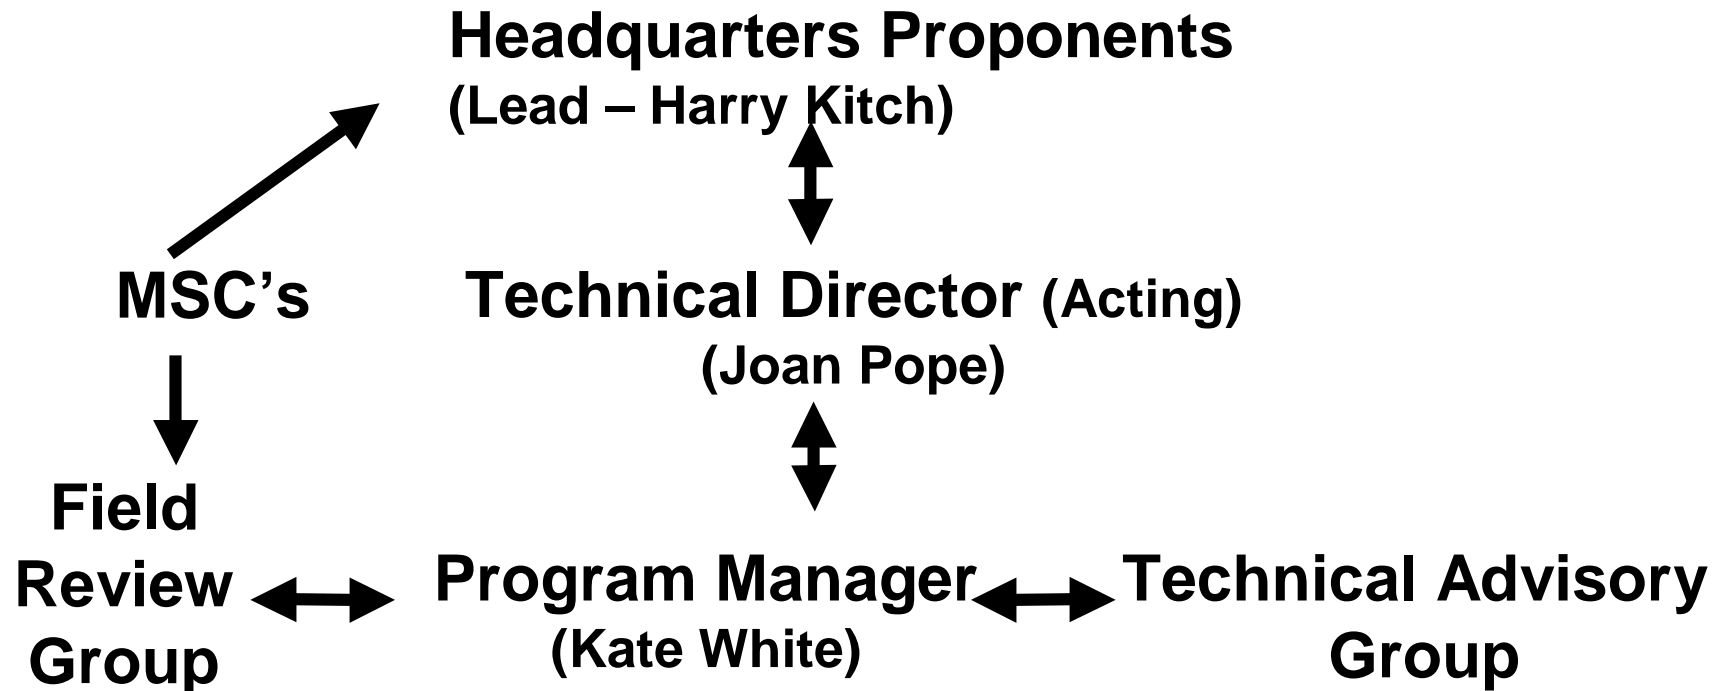 Headquarters Proponents
(Lead – Harry Kitch)
MSC’s
Technical Director (Acting)
(Joan Pope)
Field
Review
Group
Program Manager
(Kate White)
Technical Advisory
Group